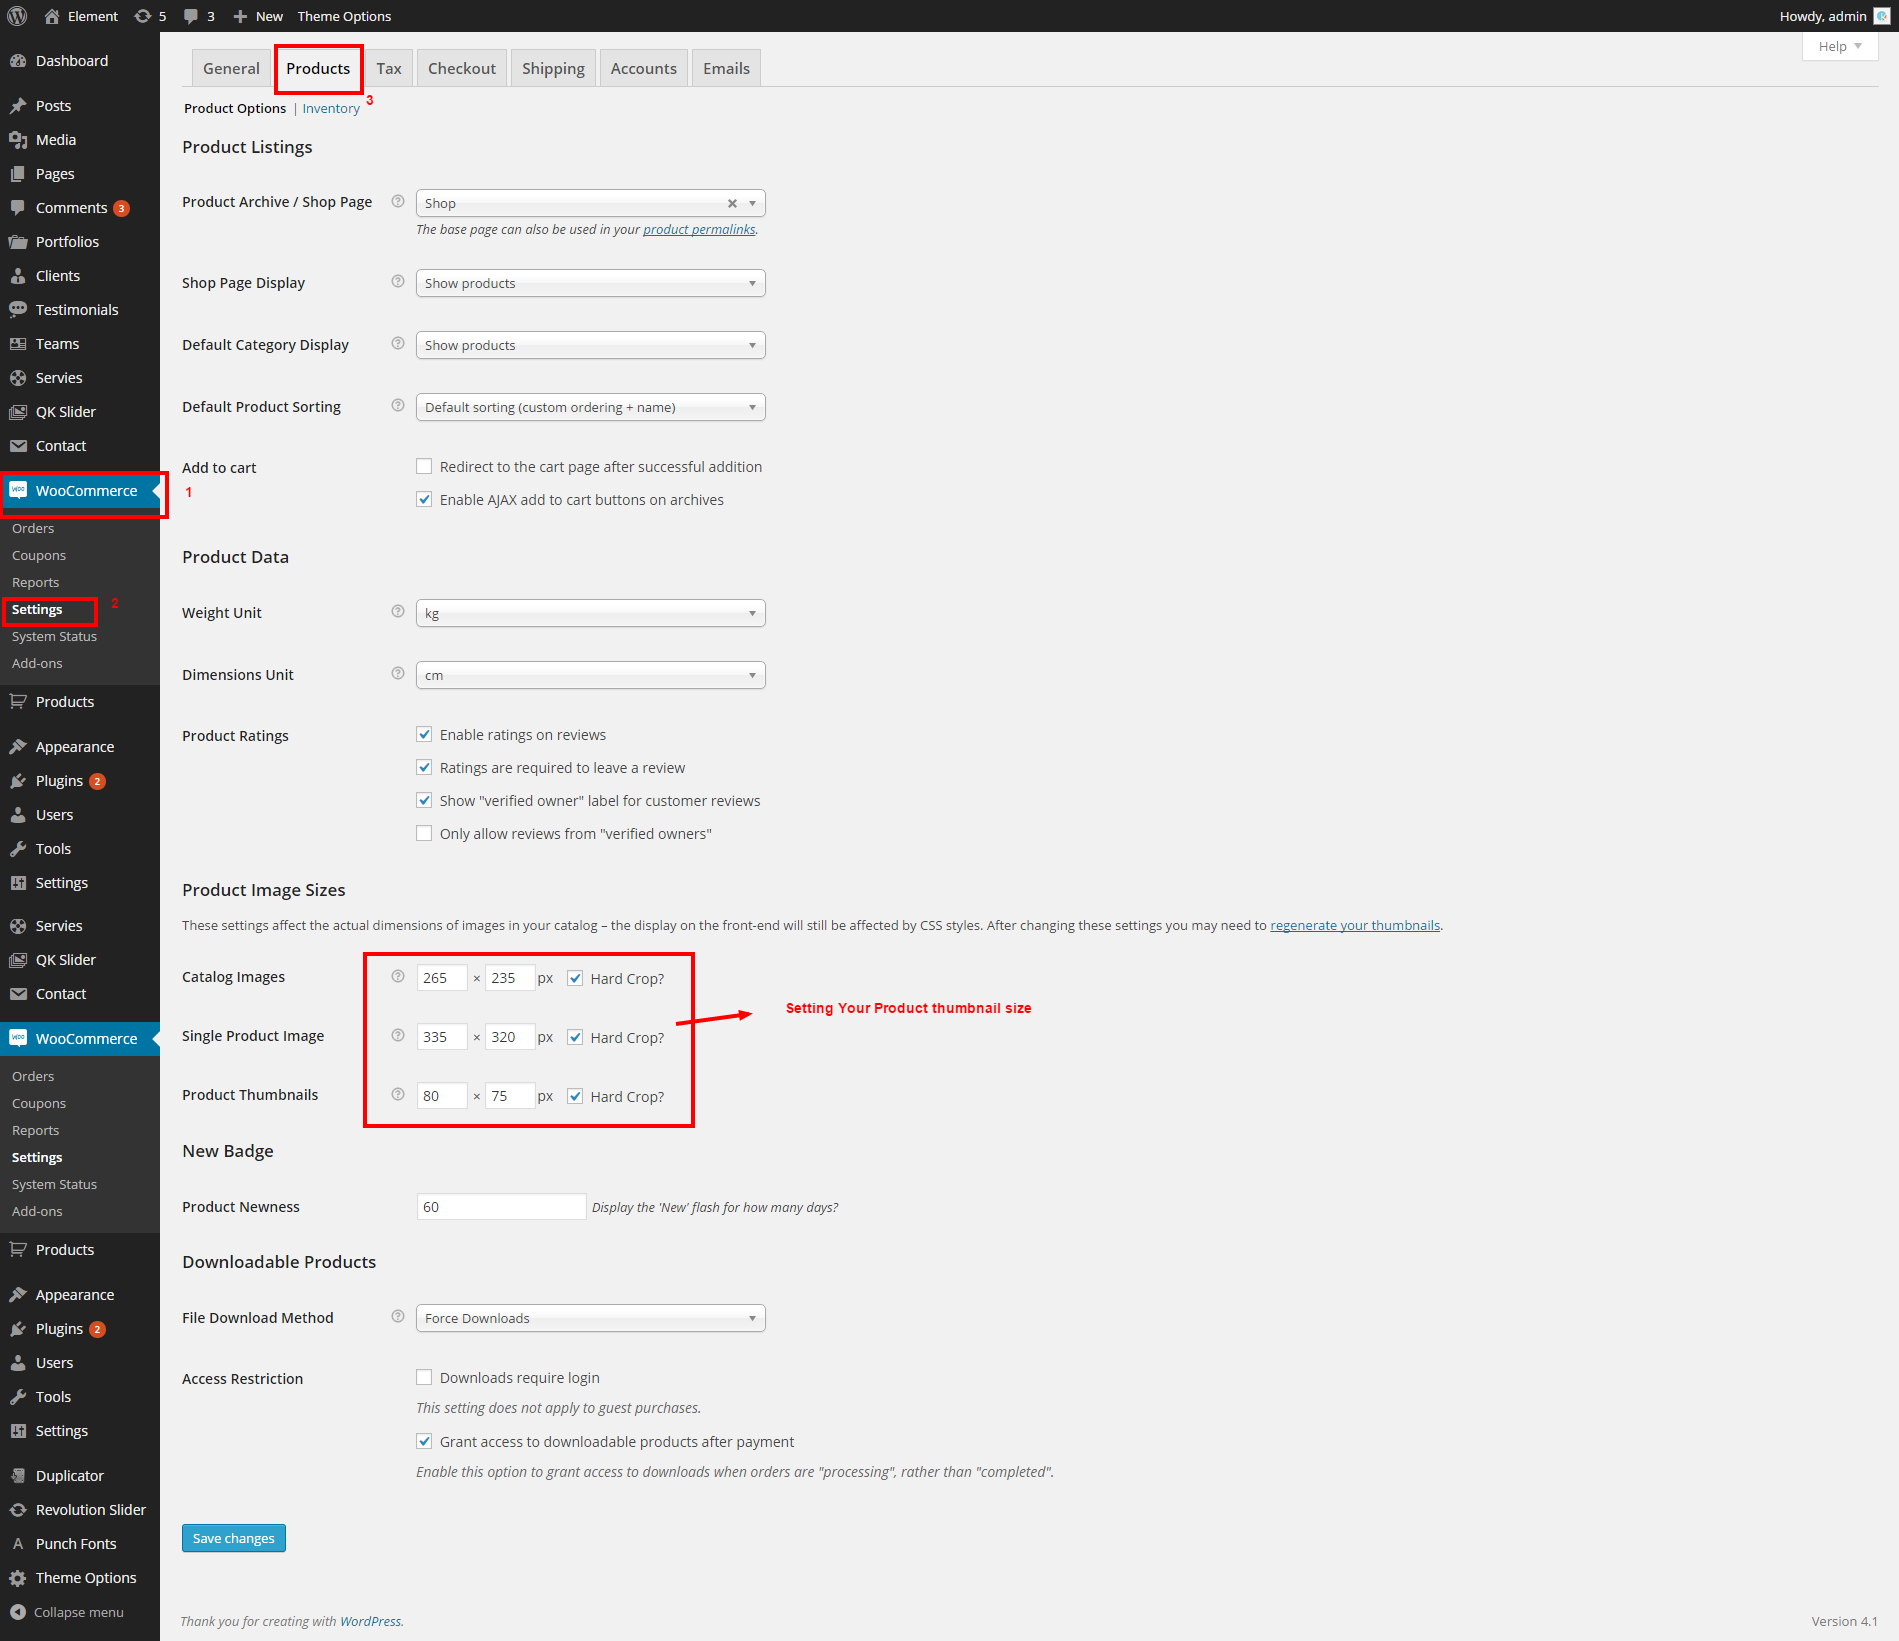 Element 5 3 New Theme Options Howdy, admin
Help
General Products Tax Checkout Shipping Accounts Emails
3
Product Options | Inventory
Dashboard
Posts
Media
Pages
Comments 3
Portfolios
Clients
Testimonials
Teams
Servies
QK Slider
Contact
WooCommerce
1
Orders
Coupons
Reports
Settings
2
System Status
Add-ons
Products
Appearance
Plugins 2
Users
Tools
Settings
Servies
QK Slider
Contact
WooCommerce
Orders
Coupons
Reports
Settings
System Status
Add-ons
Products
Appearance
Plugins 2
Users
Tools
Settings
Duplicator
Revolution Slider
Punch Fonts
Theme Options
Collapse menu
Product Listings
Product Archive / Shop Page ? Shop ×
The base page can also be used in your product permalinks.
Shop Page Display ? Show products
Default Category Display ? Show products
Default Product Sorting ? Default sorting (custom ordering + name)
Add to cart Redirect to the cart page after successful addition
Enable AJAX add to cart buttons on archives
Product Data
Weight Unit ? kg
Dimensions Unit ? cm
Product Ratings Enable ratings on reviews
Ratings are required to leave a review
Show "verified owner" label for customer reviews
Only allow reviews from "verified owners"
Product Image Sizes
These settings affect the actual dimensions of images in your catalog – the display on the front-end will still be affected by CSS styles. After changing these settings you may need to regenerate your thumbnails.
Catalog Images ? 265 × 235 px Hard Crop?
Setting Your Product thumbnail size
Single Product Image ? 335 × 320 px Hard Crop?
Product Thumbnails ? 80 × 75 px Hard Crop?
New Badge
Product Newness 60 Display the 'New' flash for how many days?
Downloadable Products
File Download Method ? Force Downloads
Access Restriction Downloads require login
This setting does not apply to guest purchases.
Grant access to downloadable products after payment
Enable this option to grant access to downloads when orders are "processing", rather than "completed".
Save changes
Thank you for creating with WordPress. Version 4.1